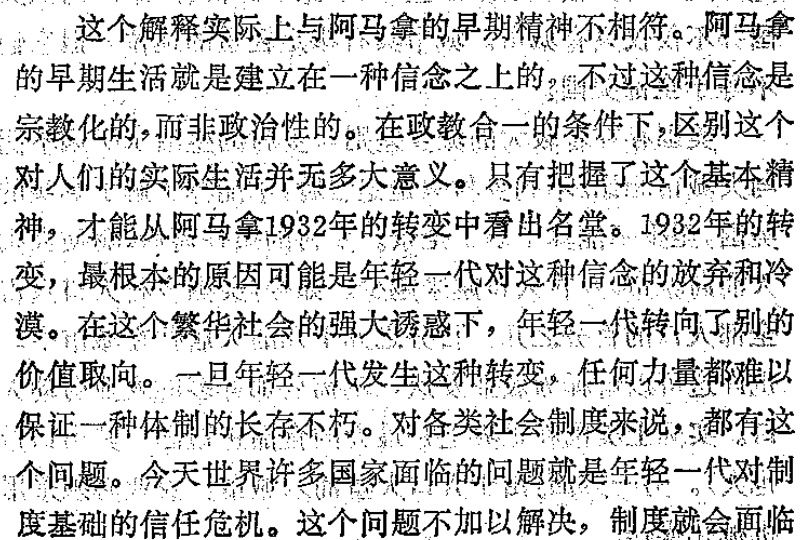 这个解释实际上与阿马拿的早期精神不相符。阿马拿
的早期生活就是建立在一种信念之上的，不过这种信念是
宗教化的，而非政治性的。在政教合一的条件下，区别这个
对人们的实际生活并无多大意义。只有把握了这个基本精
神，才能从阿马拿1932年的转变中看出名堂。1932年的转
变，最根本的原因可能是年轻一代对这种信念的放弃和冷
漠。在这个繁华社会的强大诱惑下，年轻一代转向了别的
价值取向。一旦年轻一代发生这种转变，任何力量都难以
保证一种体制的长存不朽。对各类社会制度来说，都有这
个问题。今天世界许多国家面临的问题就是年轻一代对制
度基础的信任危机。这个问题不加以解决，制度就会面临